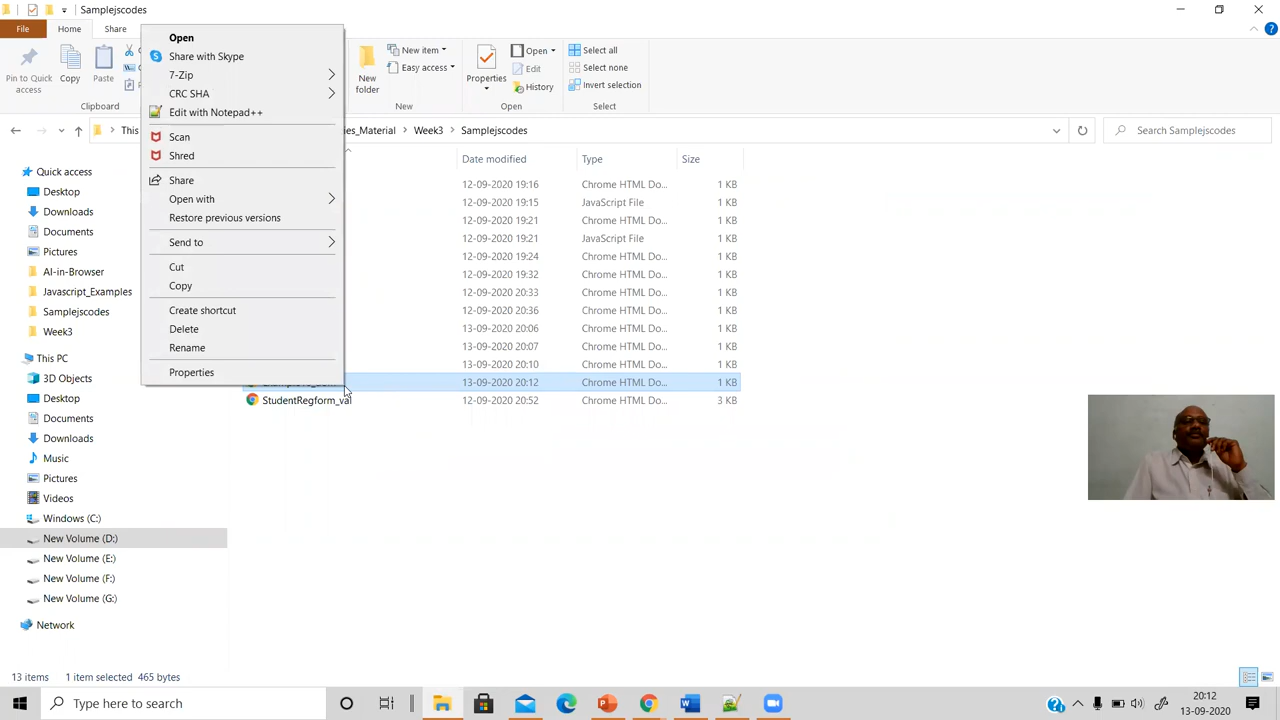 Samplejscodes
File
Home
Share
Pin to Quick access
Copy
Paste
Clipboard
New folder
New item
Easy access
New
Properties
Open
Edit
History
Open
Select all
Select none
Invert selection
Select
Open
Share with Skype
7-Zip
CRC SHA
Edit with Notepad++
Scan
Shred
Share
Open with
Restore previous versions
Send to
Cut
Copy
Create shortcut
Delete
Rename
Properties
This
es_Material > Week3 > Samplejscodes
Search Samplejscodes
Date modified Type Size
12-09-2020 19:16 Chrome HTML Do... 1 KB
12-09-2020 19:15 JavaScript File 1 KB
12-09-2020 19:21 Chrome HTML Do... 1 KB
12-09-2020 19:21 JavaScript File 1 KB
12-09-2020 19:24 Chrome HTML Do... 1 KB
12-09-2020 19:32 Chrome HTML Do... 1 KB
12-09-2020 20:33 Chrome HTML Do... 1 KB
12-09-2020 20:36 Chrome HTML Do... 1 KB
13-09-2020 20:06 Chrome HTML Do... 1 KB
13-09-2020 20:07 Chrome HTML Do... 1 KB
13-09-2020 20:10 Chrome HTML Do... 1 KB
13-09-2020 20:12 Chrome HTML Do... 1 KB
StudentRegform_val 12-09-2020 20:52 Chrome HTML Do... 3 KB
Quick access
Desktop
Downloads
Documents
Pictures
AI-in-Browser
Javascript_Examples
Samplejscodes
Week3
This PC
3D Objects
Desktop
Documents
Downloads
Music
Pictures
Videos
Windows (C:)
New Volume (D:)
New Volume (E:)
New Volume (F:)
New Volume (G:)
Network
13 items 1 item selected 465 bytes
Type here to search
20:12
13-09-2020